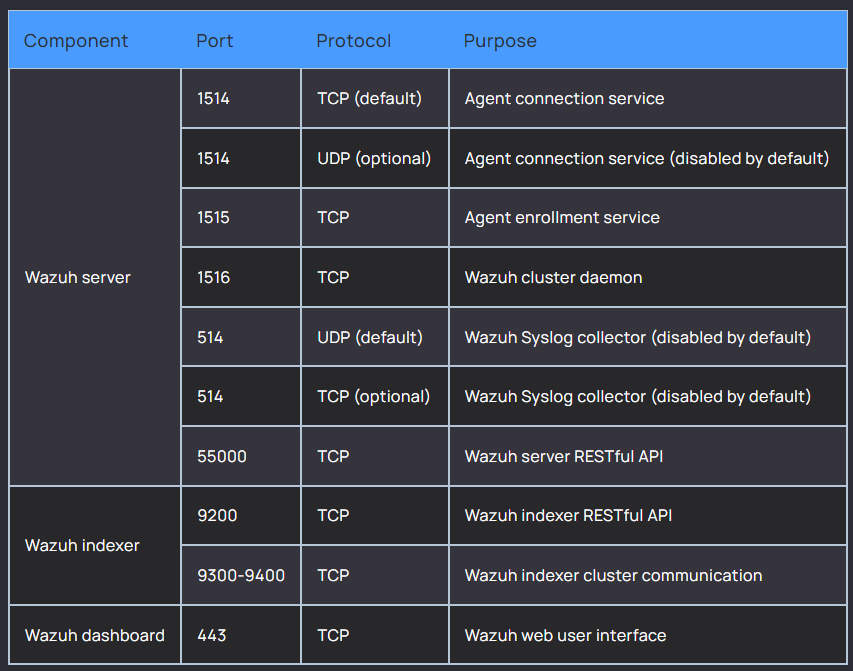 Component Port Protocol Purpose
1514 TCP (default) Agent connection service
1514 UDP (optional) Agent connection service (disabled by default)
1515 TCP Agent enrollment service
Wazuh server 1516 TCP Wazuh cluster daemon
514 UDP (default) Wazuh Syslog collector (disabled by default)
514 TCP (optional) Wazuh Syslog collector (disabled by default)
55000 TCP Wazuh server RESTful API
9200 TCP Wazuh indexer RESTful API
Wazuh indexer
9300-9400 TCP Wazuh indexer cluster communication
Wazuh dashboard 443 TCP Wazuh web user interface